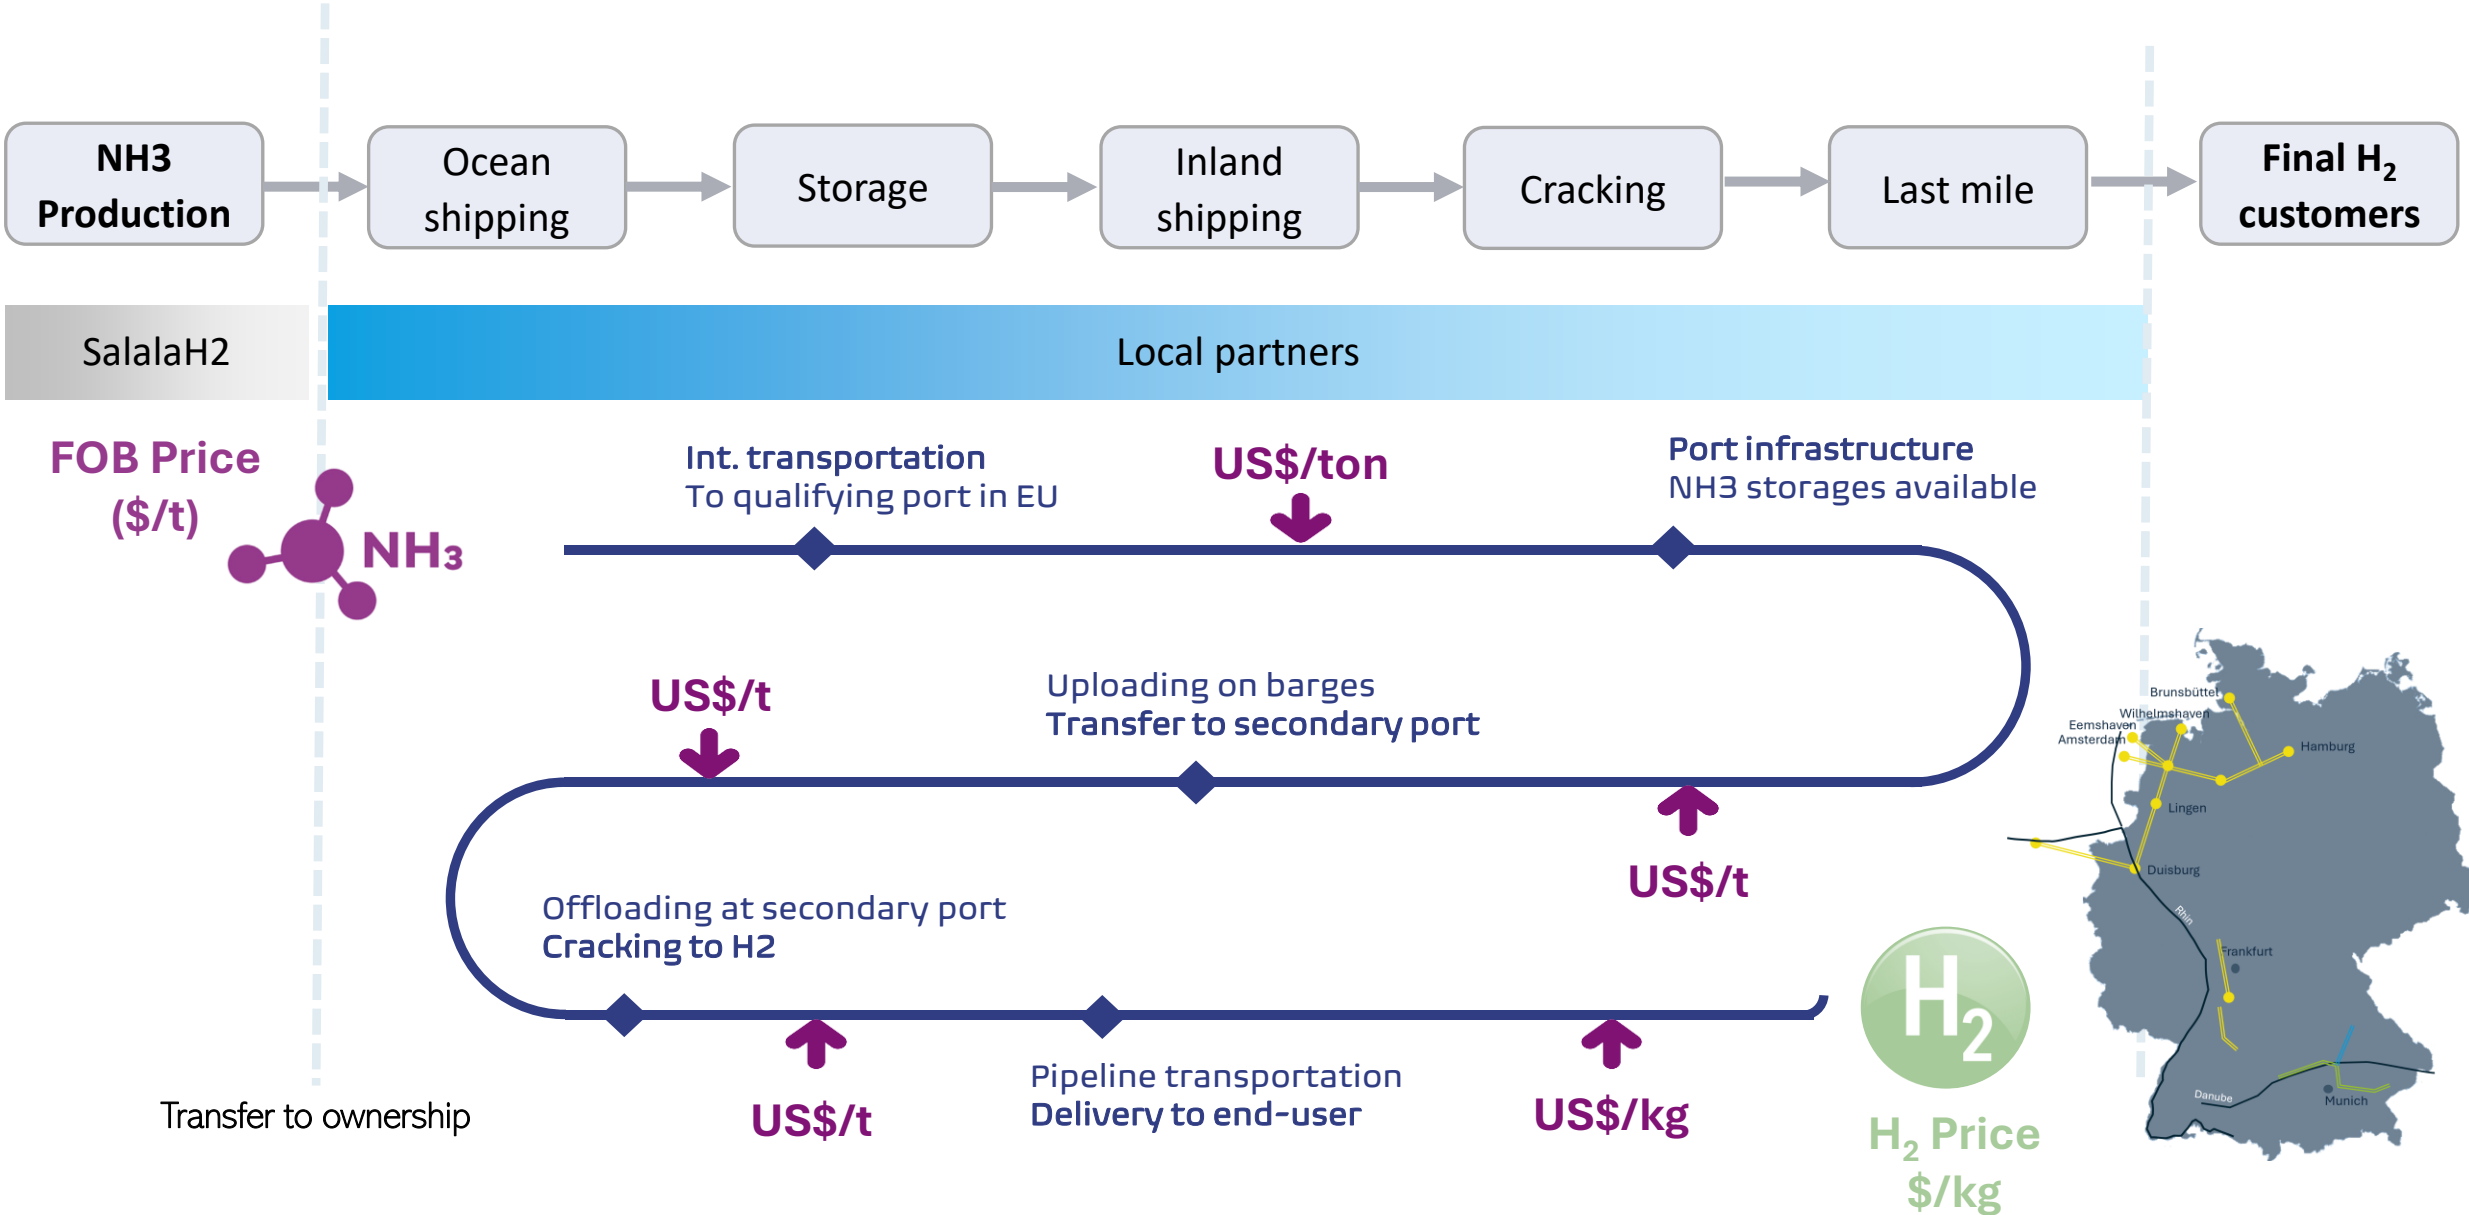 NH3
Production
Ocean
shipping
Storage
Inland
shipping
Cracking
Last mile
Final H₂
customers
SalalaH2
Local partners
FOB Price
($/t)
NH₃
Int. transportation
To qualifying port in EU
US$/ton
Port infrastructure
NH3 storages available
US$/t
Uploading on barges
Transfer to secondary port
US$/t
Offloading at secondary port
Cracking to H2
US$/t
Pipeline transportation
Delivery to end-user
US$/kg
H₂
H₂ Price
$/kg
Transfer to ownership
Brunsbüttel
Wilhelmshaven
Eemshaven
Amsterdam
Hamburg
Lingen
Duisburg
Rhin
Frankfurt
Danube
Munich